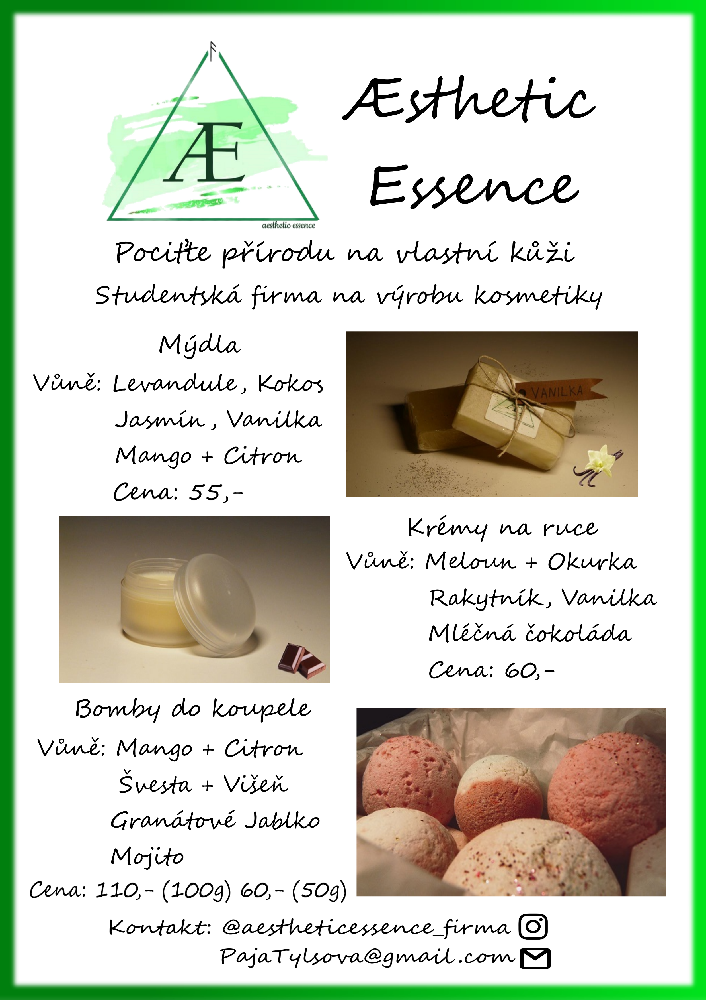 ᚫ
Æ
aesthetic essence
Æsthetic
Essence
Pociťte přírodu na vlastní kůži
Studentská firma na výrobu kosmetiky
Mýdla
Vůně: Levandule, Kokos
Jasmín, Vanilka
Mango + Citron
Cena: 55,-
VANILKA
Æ
Krémy na ruce
Vůně: Meloun + Okurka
Rakytník, Vanilka
Mléčná čokoláda
Cena: 60,-
Bomby do koupele
Vůně: Mango + Citron
Švesta + Višeň
Granátové Jablko
Mojito
Cena: 110,- (100g) 60,- (50g)
Kontakt: @aestheticessence_firma
PajaTylsova@gmail.com